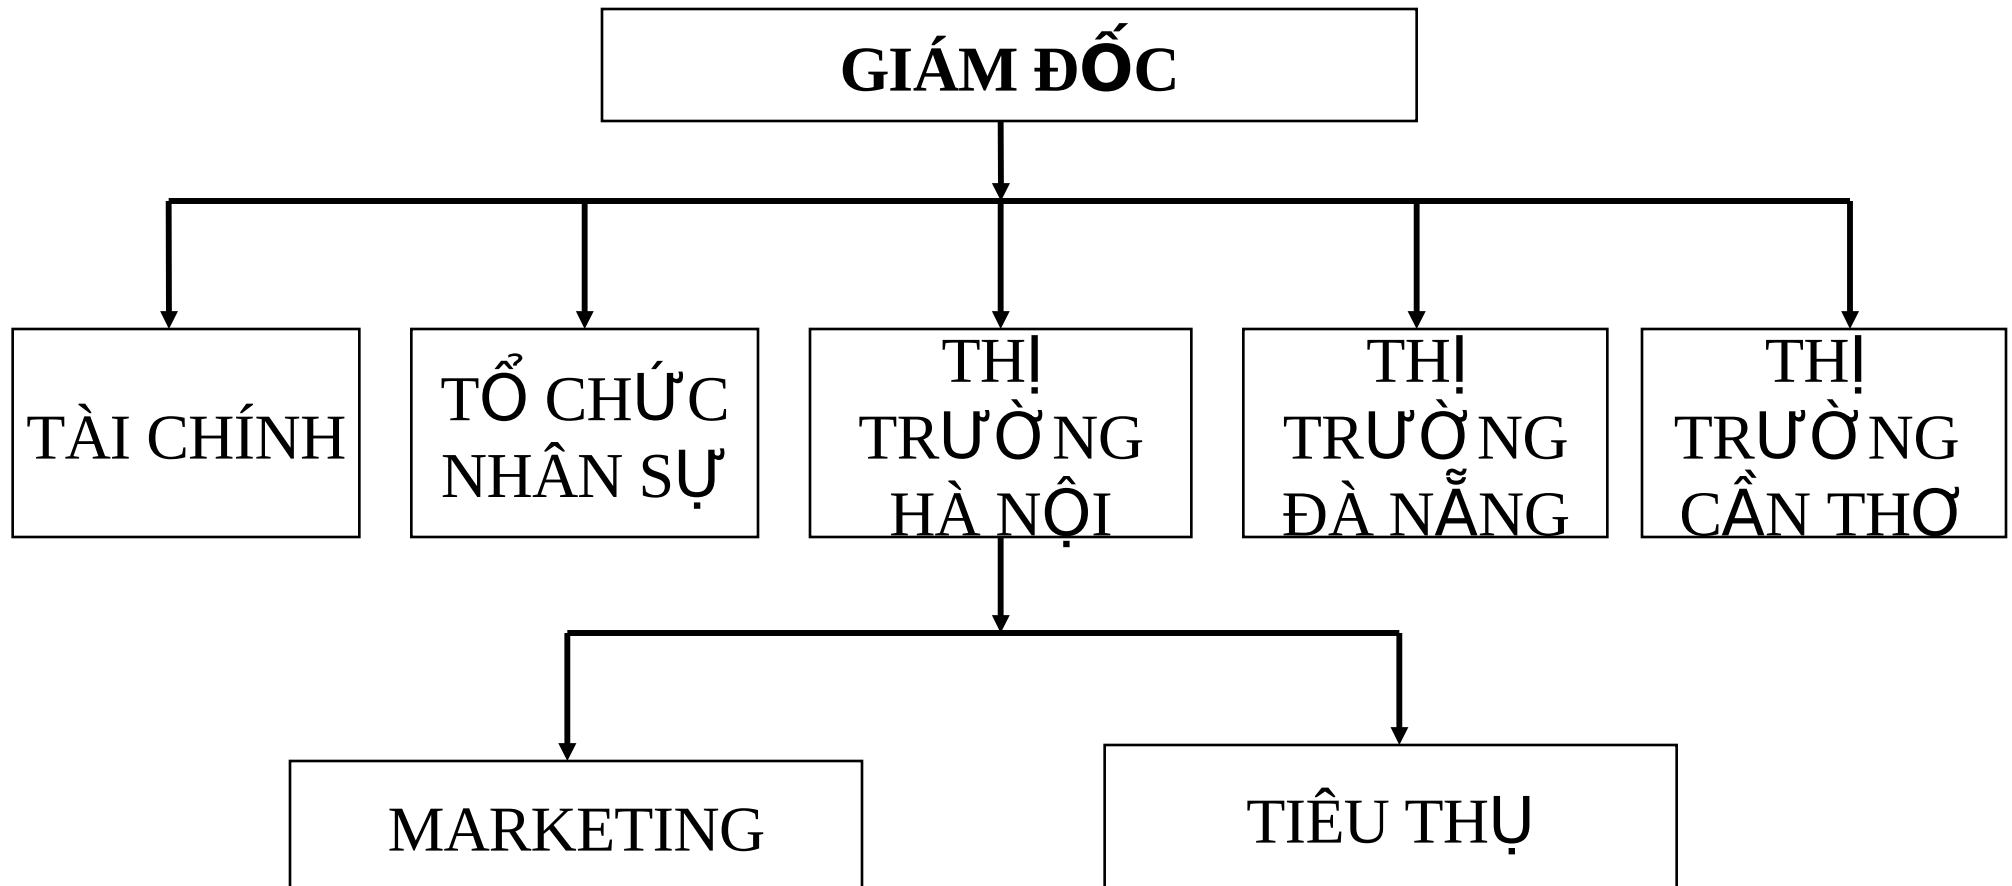 GIÁM ĐỐC
TÀI CHÍNH
TỔ CHỨC
NHÂN SỰ
THỊ
TRƯỜNG
HÀ NỘI
THỊ
TRƯỜNG
ĐÀ NẴNG
THỊ
TRƯỜNG
CẦN THƠ
MARKETING
TIÊU THỤ